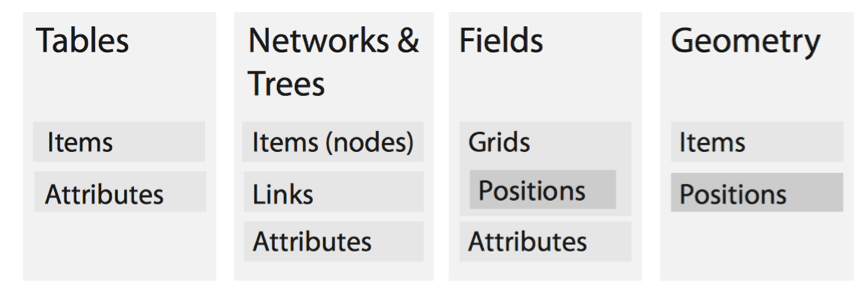 Tables
Items
Attributes
Networks &
Trees
Items (nodes)
Links
Attributes
Fields
Grids
Positions
Attributes
Geometry
Items
Positions